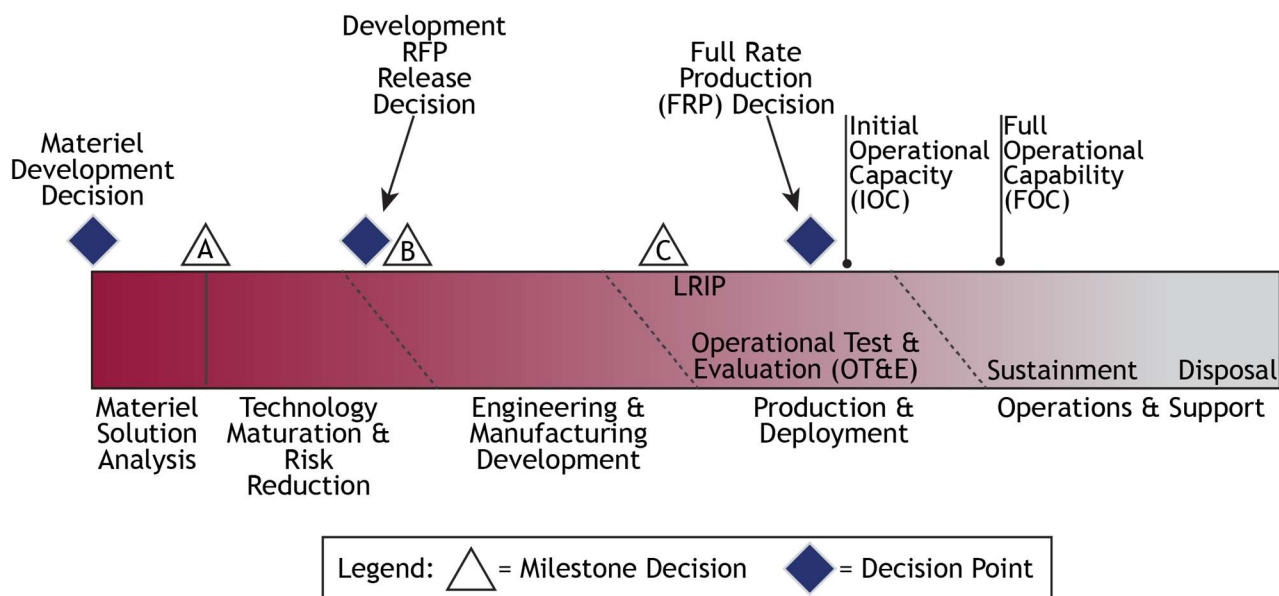 Development
RFP
Release
Decision
Full Rate
Production
(FRP) Decision
Materiel
Development
Decision
Initial
Operational
Capacity
(IOC)
Full
Operational
Capability
(FOC)
A
B
C
LRIP
Operational Test &
Evaluation (OT&E)
Sustainment
Disposal
Materiel
Solution
Analysis
Technology
Maturation &
Risk
Reduction
Engineering &
Manufacturing
Development
Production &
Deployment
Operations & Support
Legend: = Milestone Decision = Decision Point